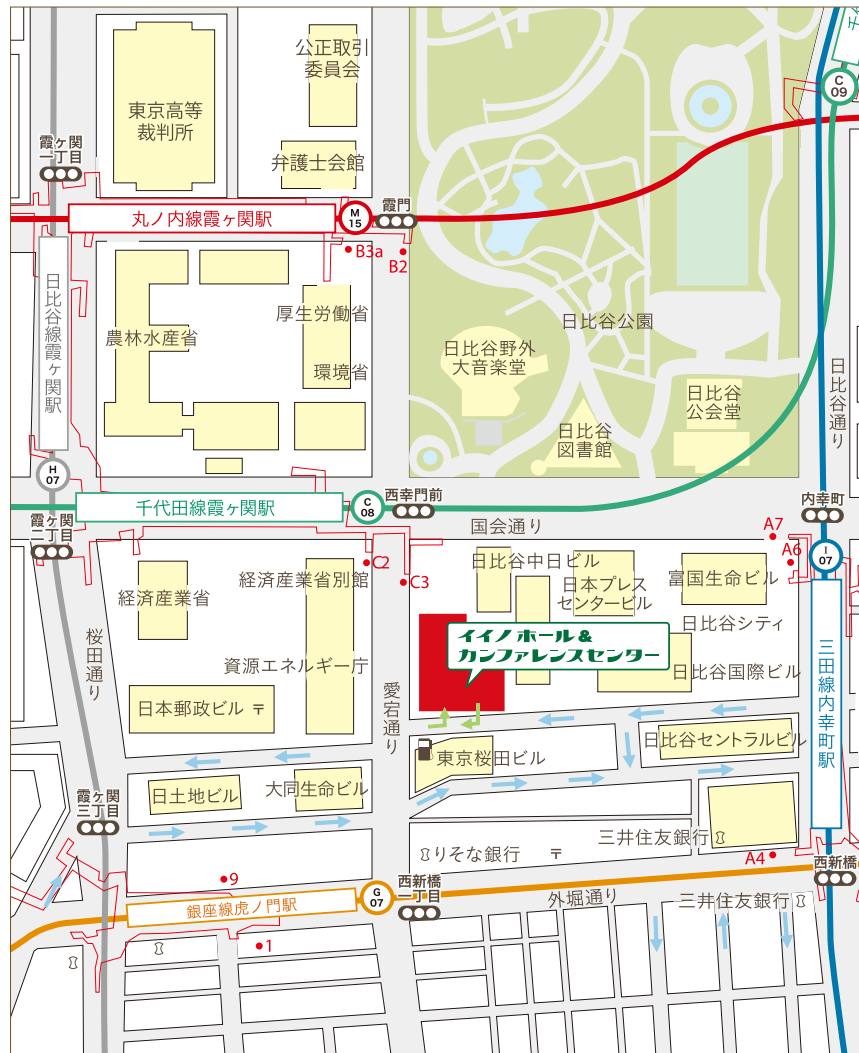 公正取引
委員会
東京高等
裁判所
弁護士会館
霞ヶ関
一丁目
C
09
丸ノ内線霞ヶ関駅
M
15
霞門
B3a
B2
日比谷線霞ヶ関駅
農林水産省
厚生労働省
環境省
日比谷公園
日比谷野外
大音楽堂
日比谷
公会堂
日比谷
図書館
日比谷通り
H
07
千代田線霞ヶ関駅
C
08
西幸門前
国会通り
内幸町
霞ヶ関
二丁目
A7
A6
I
07
C2
C3
経済産業省
経済産業省別館
日比谷中日ビル
日本プレス
センタービル
富国生命ビル
日比谷シティ
イイノホール&
カンファレンスセンター
日比谷国際ビル
桜田通り
資源エネルギー庁
愛宕通り
三田線内幸町駅
日本郵政ビル 〒
東京桜田ビル
日比谷セントラルビル
日土地ビル
大同生命ビル
霞ヶ関
三丁目
りそな銀行 〒
三井住友銀行
A4
西新橋
9
銀座線虎ノ門駅
G
07
西新橋
一丁目
外堀通り
三井住友銀行
1